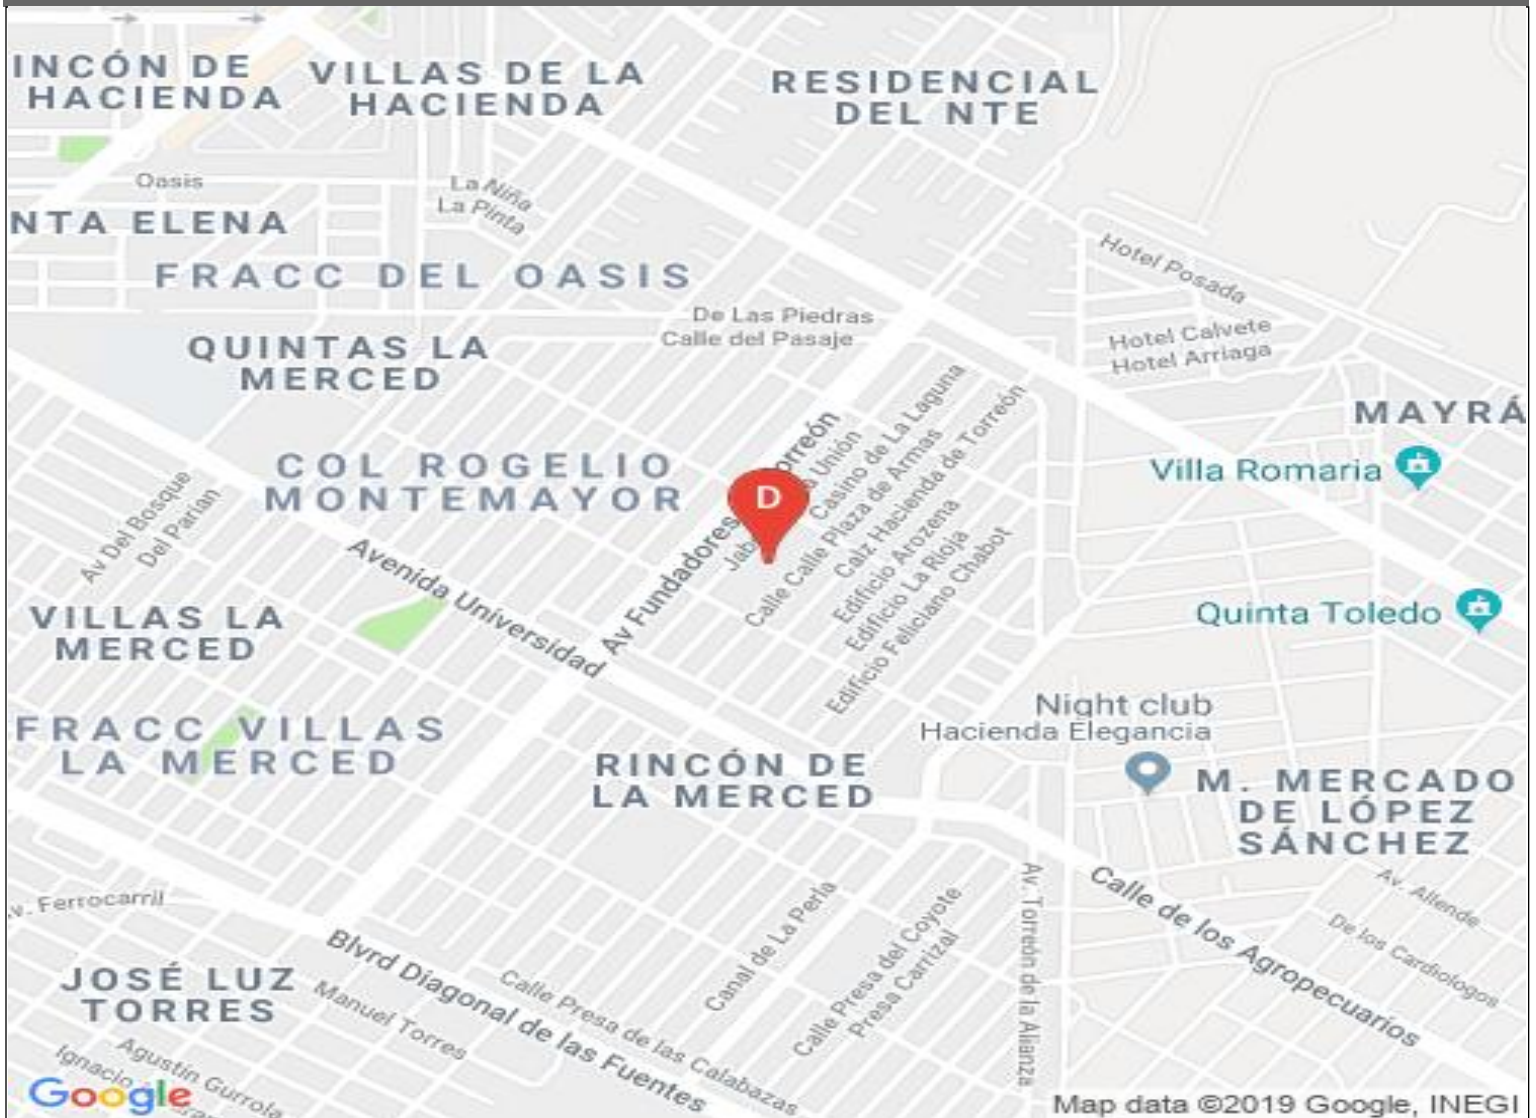 INCÓN DE
HACIENDA
VILLAS DE LA
HACIENDA
RESIDENCIAL
DEL NTE
Oasis
La Niña
La Pinta
NTA ELENA
FRACC DEL OASIS
Hotel Posada
De Las Piedras
Calle del Pasaje
Hotel Calvete
Hotel Arriaga
QUINTAS LA
MERCED
MAYRÁ
COL ROGELIO
MONTEMAYOR
Villa Romaria
Av Del Bosque
Del Parian
D
Av Fundadores
orreón
Unión
Casino de La Laguna
Calle Calle Plaza de Armas
Calz Hacienda de Torreón
Edificio Arozena
Edificio La Rioja
Edificio Feliciano Chabot
Avenida Universidad
VILLAS LA
MERCED
Quinta Toledo
FRACC VILLAS
LA MERCED
Night club
Hacienda Elegancia
RINCÓN DE
LA MERCED
M. MERCADO
DE LÓPEZ
SÁNCHEZ
v. Ferrocarril
Av. Torreón de la Alianza
Calle de los Agropecuarios
Av. Allende
De los Cardiologos
Canal de La Perla
Calle Presa del Coyote
Presa Carrizal
JOSÉ LUZ
TORRES
Blvrd Diagonal de las Fuentes
Calle Presa de las Calabazas
Manuel Torres
Agustín Gurrola
Ignacio
Google
Map data ©2019 Google, INEGI